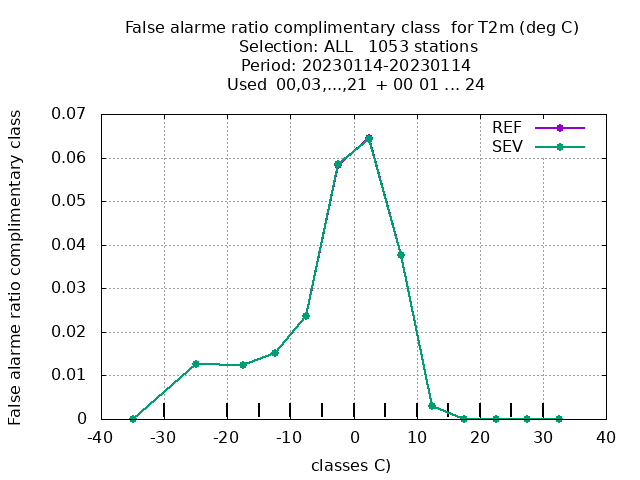 False alarme ratio complimentary class  for T2m (deg C)
Selection: ALL   1053 stations
Period: 20230114-20230114
Used  00,03,...,21  + 00 01 ... 24
False alarme ratio complimentary class
0.07
0.06
0.05
0.04
0.03
0.02
0.01
0
REF
SEV
-40 -30 -20 -10 0 10 20 30 40
classes C)